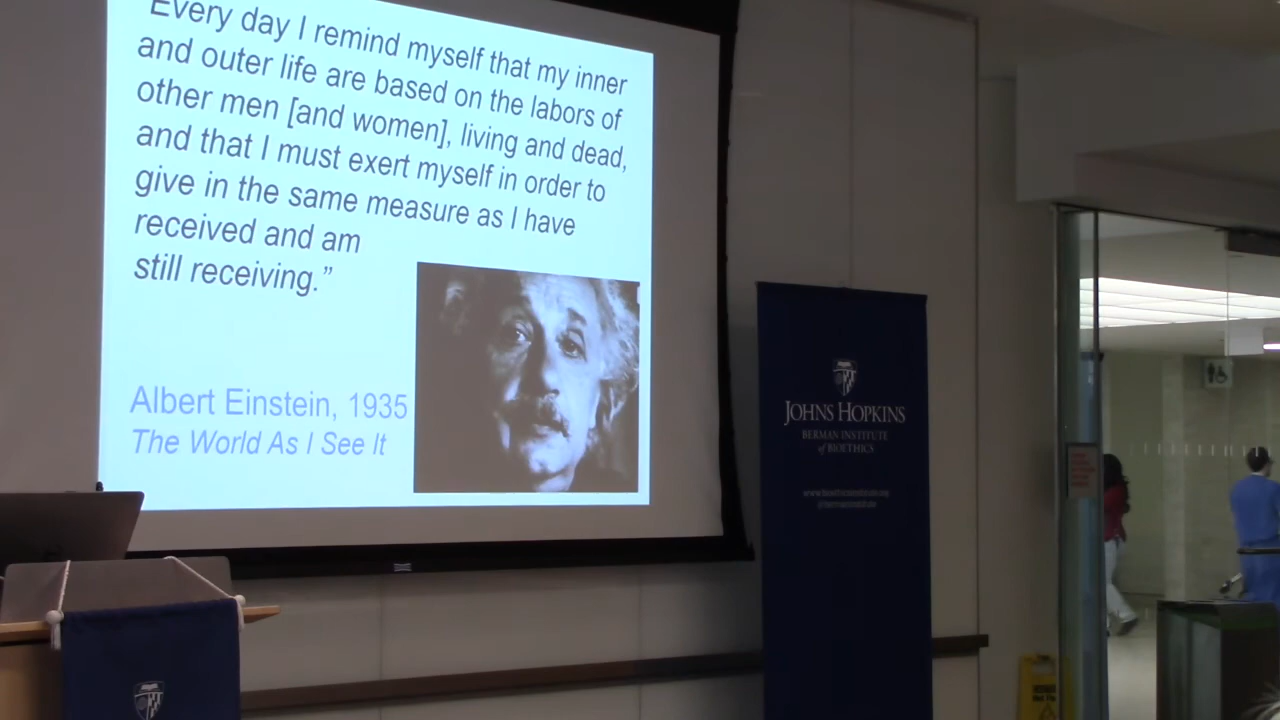 "Every day I remind myself that my inner
and outer life are based on the labors of
other men [and women], living and dead,
and that I must exert myself in order to
give in the same measure as I have
received and am
still receiving.”
Albert Einstein, 1935
The World As I See It
JOHNS HOPKINS
BERMAN INSTITUTE
of BIOETHICS